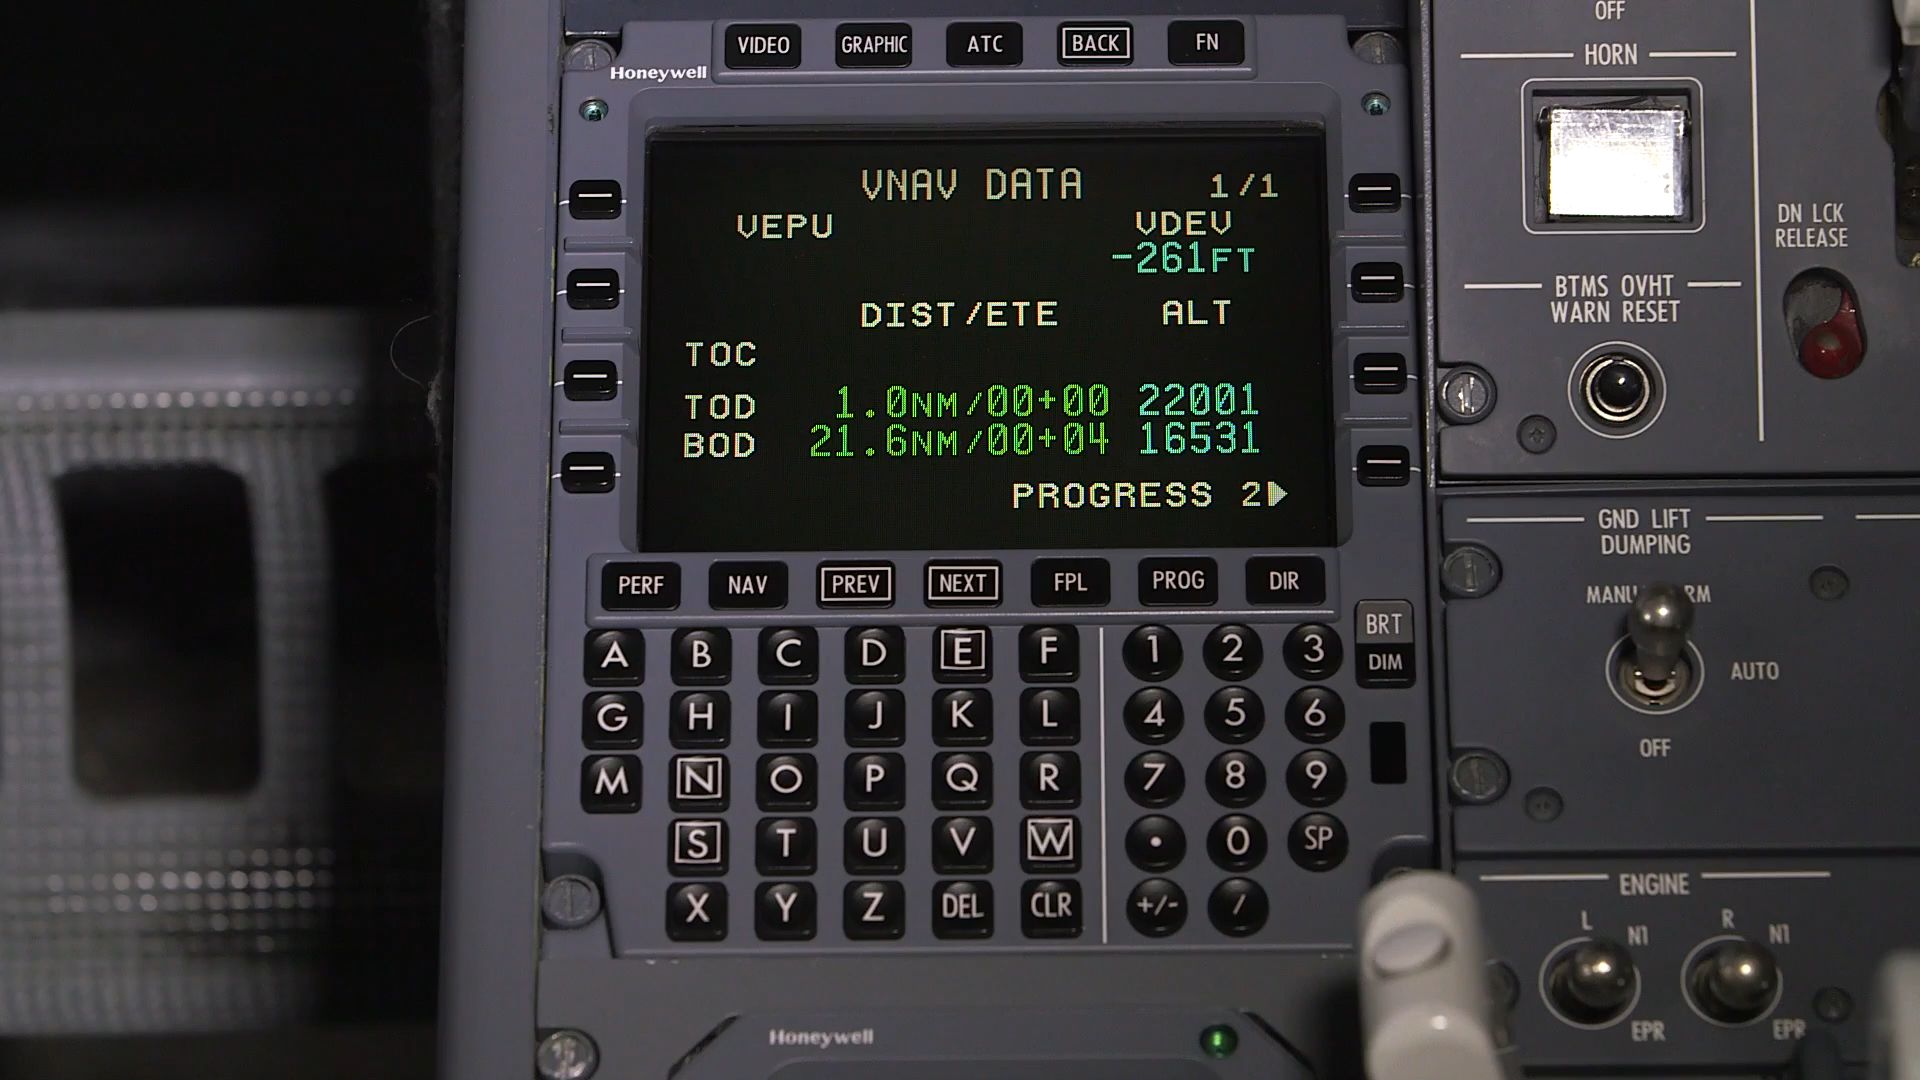 VIDEO GRAPHIC ATC BACK FN
Honeywell
VNAV DATA 1/1
VEPU VDEV
-261FT
DIST/ETE ALT
TOC
TOD 1.0NM/00+00 22001
BOD 21.6NM/00+04 16531
PROGRESS 2
PERF NAV PREV NEXT FPL PROG DIR
BRT
DIM
A B C D E F 1 2 3
G H I J K L 4 5 6
M N O P Q R 7 8 9
S T U V W • 0 SP
X Y Z DEL CLR +/- /
Honeywell
OFF
HORN
DN LCK
RELEASE
BTMS OVHT
WARN RESET
GND LIFT
DUMPING
AUTO
OFF
ENGINE
L N1 R N1
EPR EPR